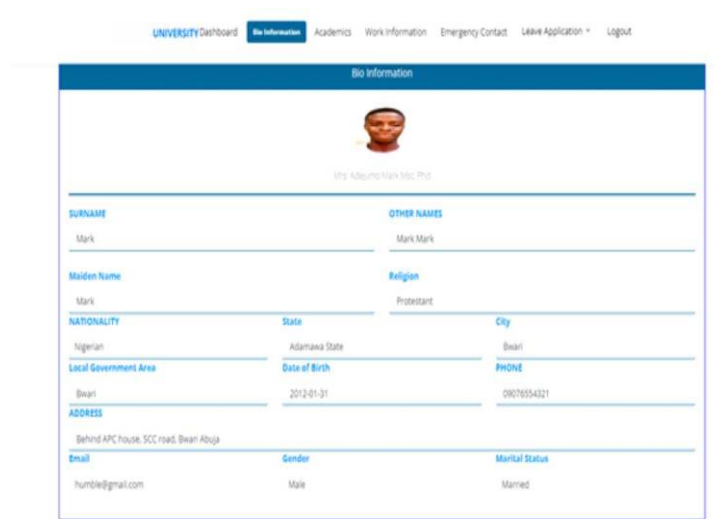 UNIVERSITY Dashboard Bio Information Academics Work Information Emergency Contact Leave Application Logout
Bio Information
Mrs. Adejumo Mark Msc. Phd
SURNAME OTHER NAMES
Mark Mark Mark
Maiden Name Religion
Mark Protestant
NATIONALITY State City
Nigerian Adamawa State Bwari
Local Government Area Date of Birth PHONE
Bwari 2012-01-31 09076554321
ADDRESS
Behind APC house, SCC road, Bwari Abuja
Email Gender Marital Status
humble@gmail.com Male Married